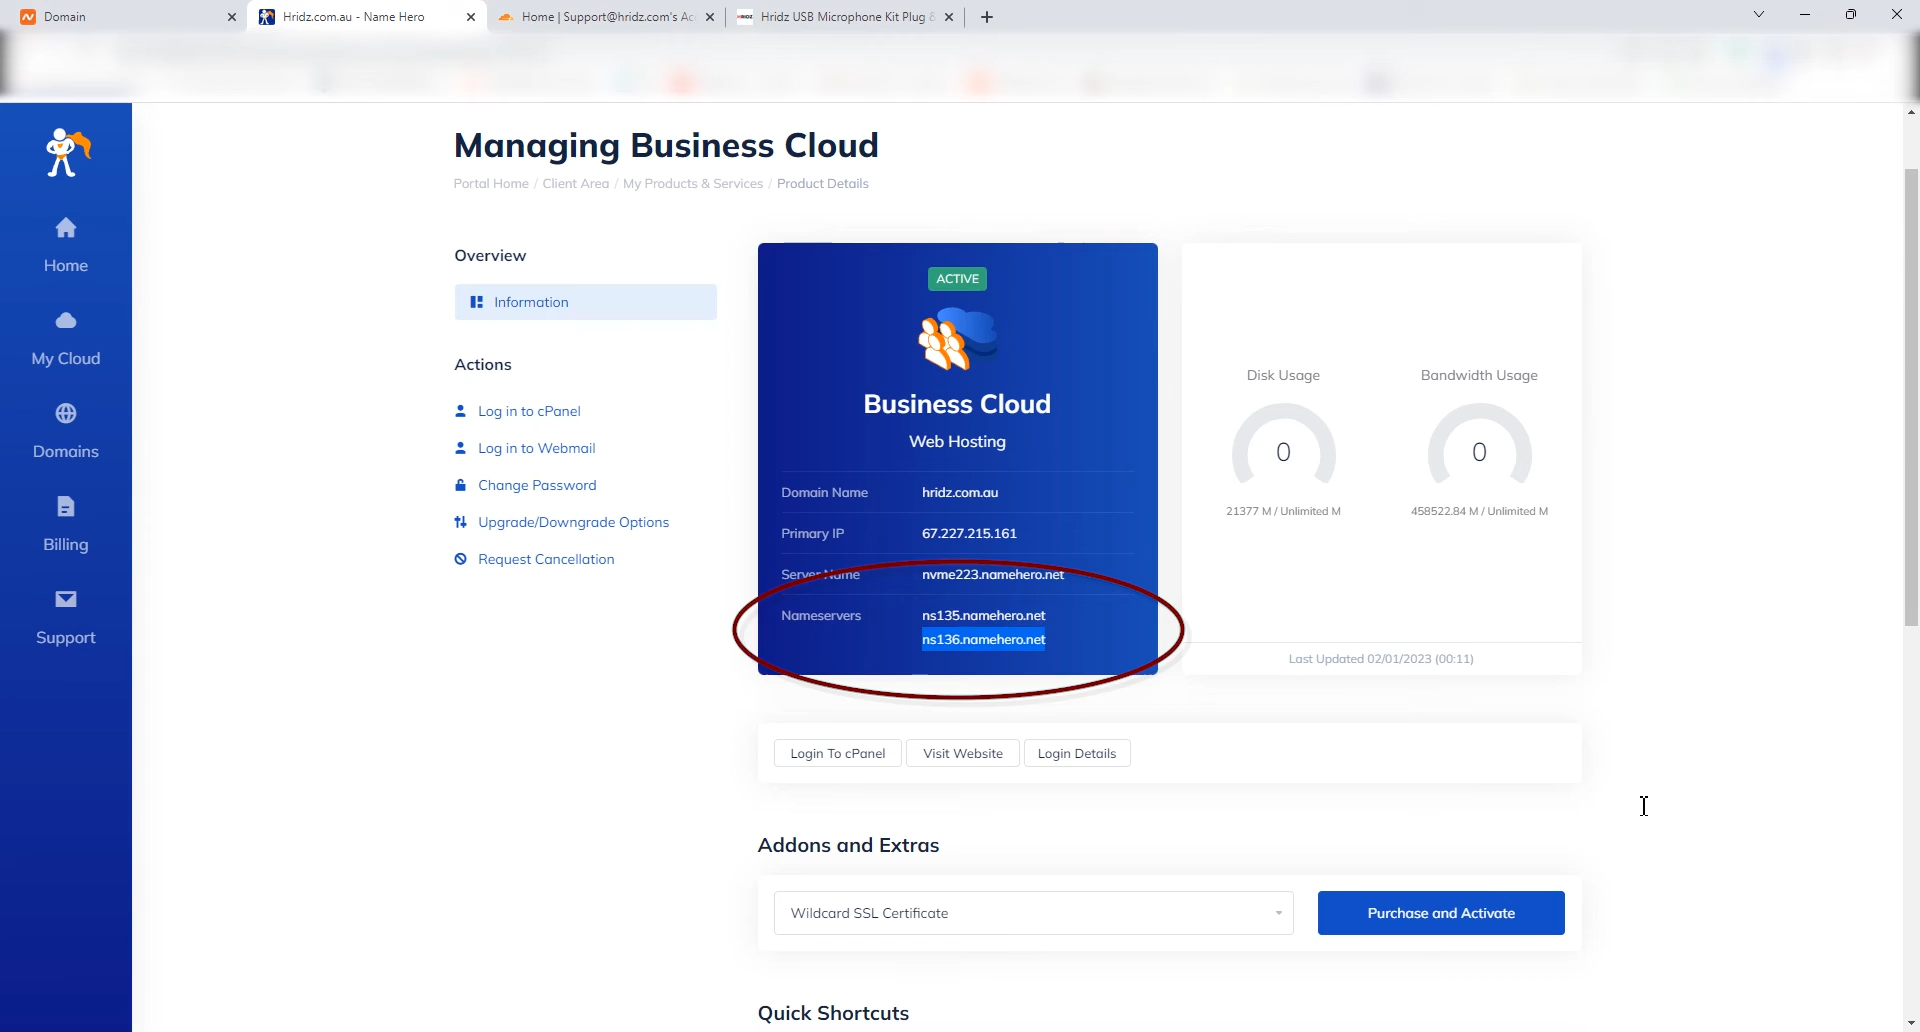 Domain
Hridz.com.au - Name Hero
Home | Support@hridz.com's Ac
Hridz USB Microphone Kit Plug &
Managing Business Cloud
Portal Home / Client Area / My Products & Services / Product Details
Home
My Cloud
Domains
Billing
Support
Overview
Information
Actions
Log in to cPanel
Log in to Webmail
Change Password
Upgrade/Downgrade Options
Request Cancellation
ACTIVE
Business Cloud
Web Hosting
Domain Name hridz.com.au
Primary IP 67.227.215.161
Server Name nvme223.namehero.net
Nameservers ns135.namehero.net
ns136.namehero.net
Disk Usage Bandwidth Usage
0 0
21377 M / Unlimited M 458522.84 M / Unlimited M
Last Updated 02/01/2023 (00:11)
Login To cPanel Visit Website Login Details
Addons and Extras
Wildcard SSL Certificate Purchase and Activate
Quick Shortcuts